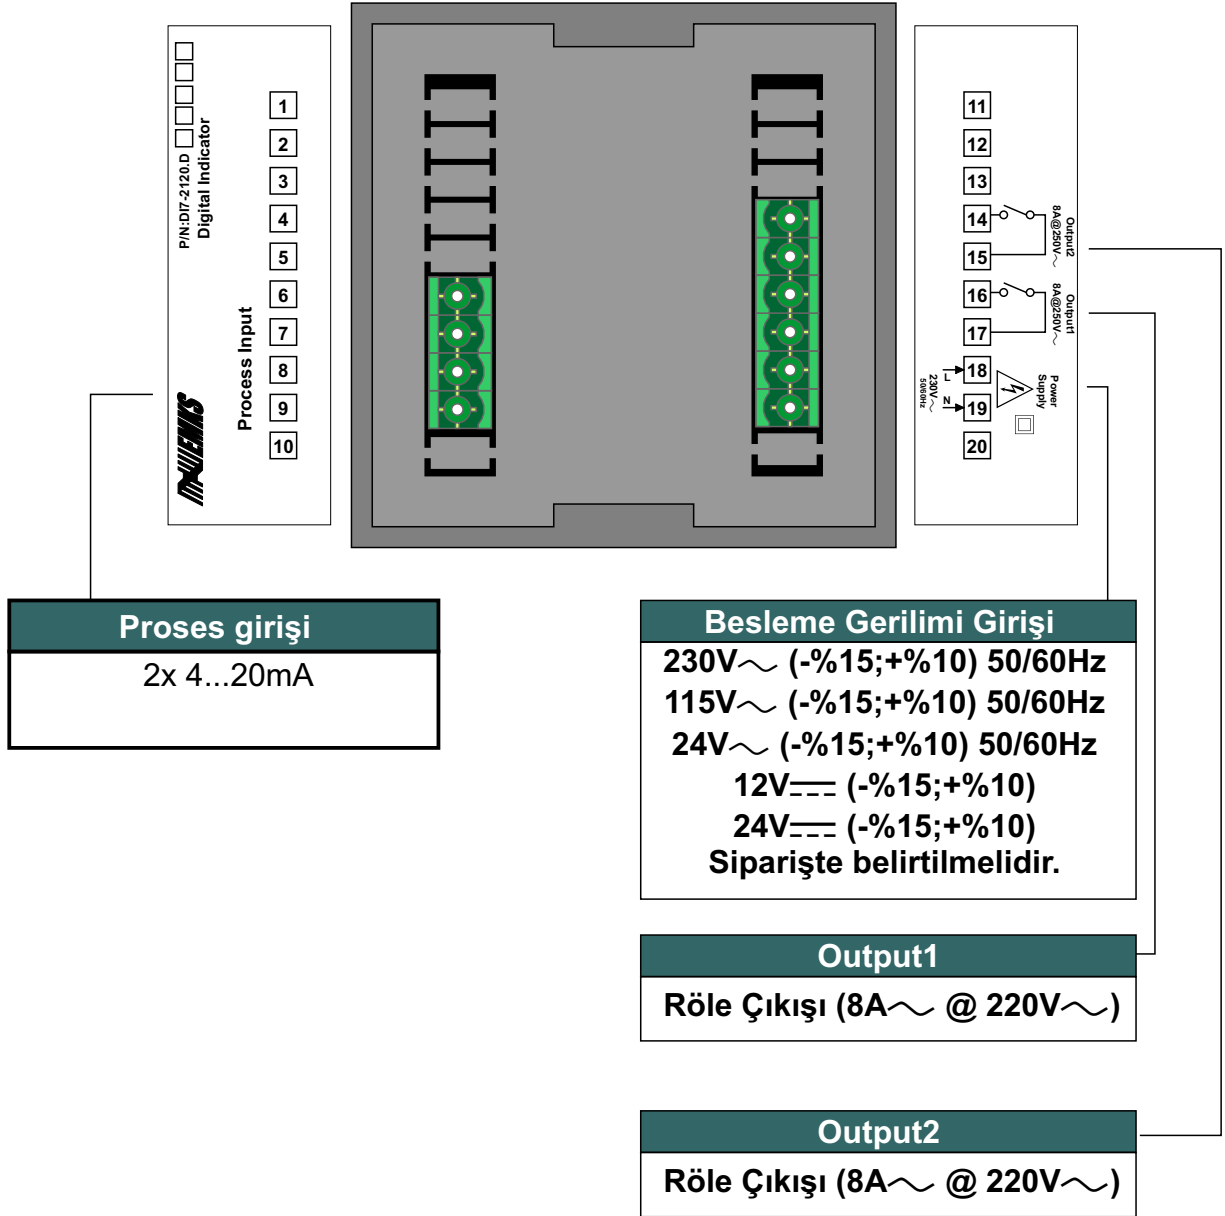 P/N:DI7-2120.D
Digital Indicator
Process Input
1
2
3
4
5
6
7
8
9
10
11
12
13
14
15
16
17
18
19
20
Output2
8A@250V～
Output1
8A@250V～
Power
Supply
L
N
230V～
50/60Hz
Proses girişi
2x 4...20mA
Besleme Gerilimi Girişi
230V～ (-%15;+%10) 50/60Hz
115V～ (-%15;+%10) 50/60Hz
24V～ (-%15;+%10) 50/60Hz
12V⎓ (-%15;+%10)
24V⎓ (-%15;+%10)
Siparişte belirtilmelidir.
Output1
Röle Çıkışı (8A～ @ 220V～)
Output2
Röle Çıkışı (8A～ @ 220V～)